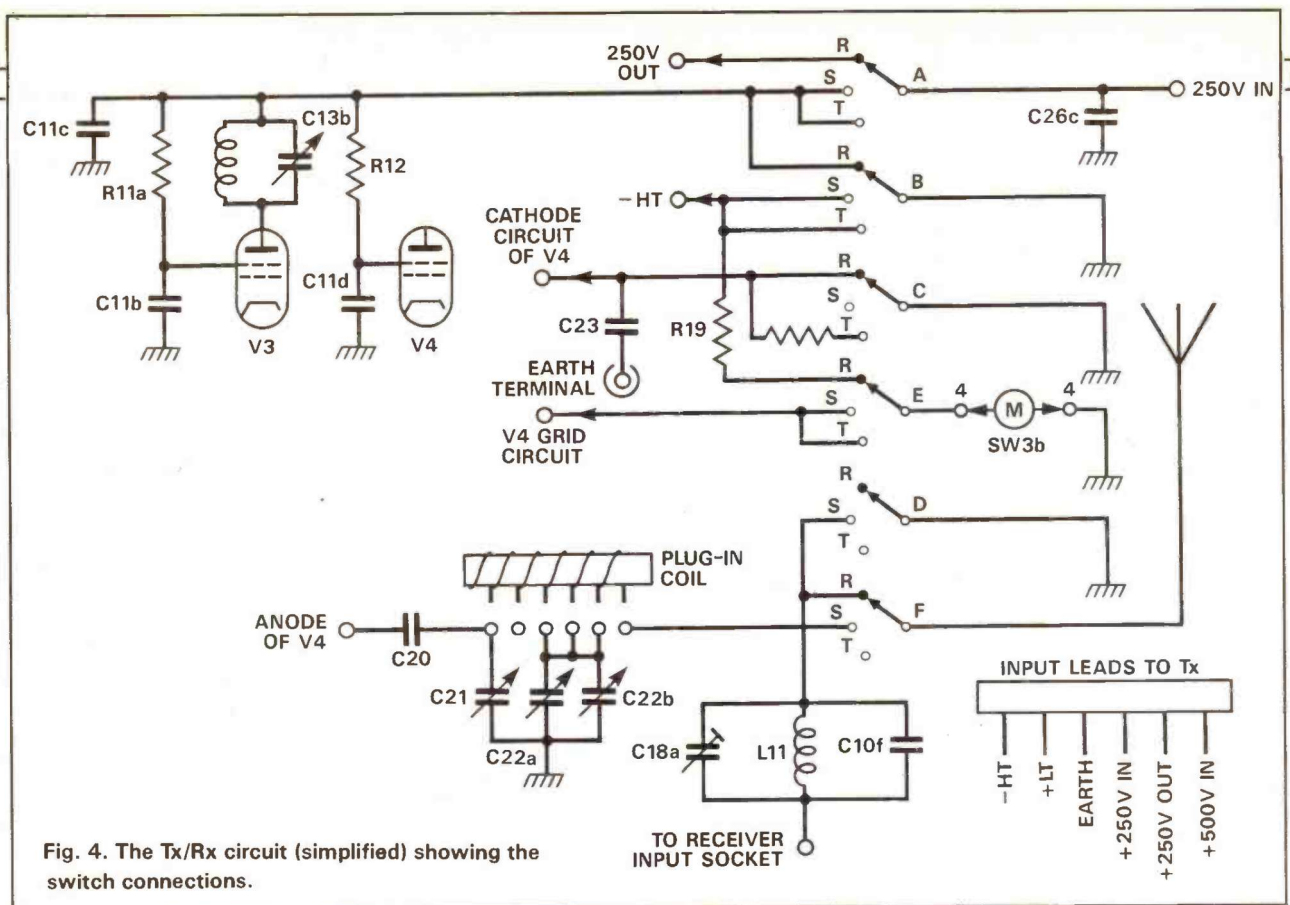 250V
OUT
R
S
A
T
250V IN
C11c
C13b
C26c
R11a
R12
R
B
-HT
S
T
CATHODE
CIRCUIT
OF V4
R
C
C11b
C11d
S
C23
R19
T
V3
V4
EARTH
TERMINAL
R
4
4
E
M
S
V4 GRID
CIRCUIT
T
SW3b
R
D
S
PLUG-IN
COIL
T
R
ANODE
OF V4
S
F
C20
T
INPUT LEADS TO Tx
C21
C22b
C22a
C18a
L11
C10f
-HT
+LT
EARTH
+250V IN
+250V OUT
+500V IN
TO RECEIVER
INPUT SOCKET
Fig. 4. The Tx/Rx circuit (simplified) showing the
switch connections.